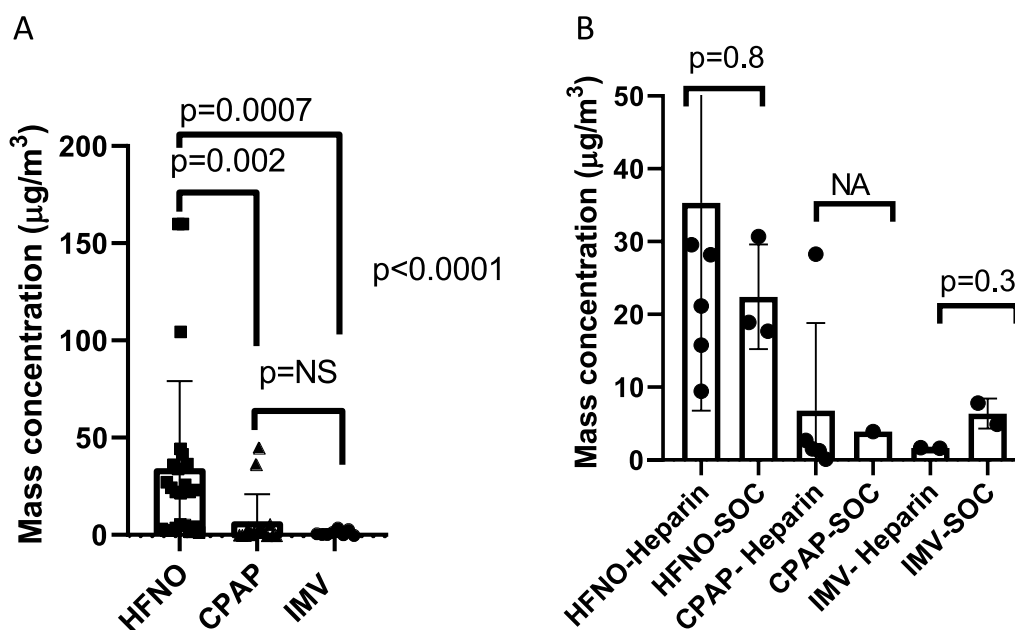 A
Mass concentration (μg/m³)
200
150
100
50
0
p=0.0007
p=0.002
p<0.0001
p=NS
HFNO
CPAP
IMV
B
Mass concentration (μg/m³)
50
40
30
20
10
0
p=0.8
NA
p=0.3
HFNO-Heparin
HFNO-SOC
CPAP- Heparin
CPAP-SOC
IMV- Heparin
IMV-SOC